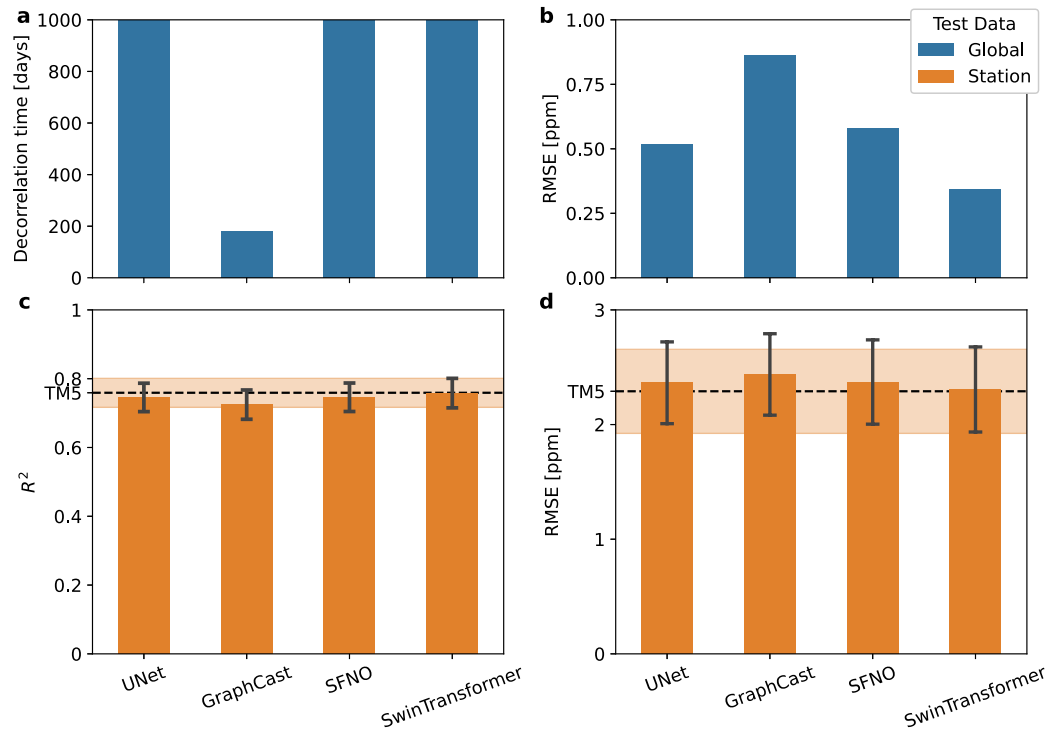 a
1000
800
600
400
200
0
Decorrelation time [days]
b
1.00
0.75
0.50
0.25
0.00
RMSE [ppm]
Test Data
Global
Station
c
1
0.8
TM5
0.6
0.4
0.2
0
R²
UNet
GraphCast
SFNO
SwinTransformer
d
3
TM5
2
1
0
RMSE [ppm]
UNet
GraphCast
SFNO
SwinTransformer